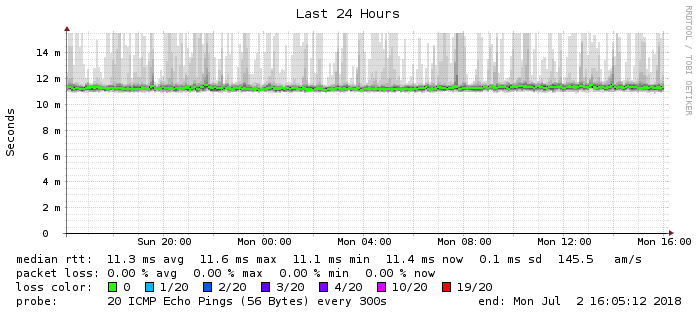 Last 24 Hours
RRDTOOL / TOBI OETIKER
Seconds
14 m
12 m
10 m
8 m
6 m
4 m
2 m
0
Sun 20:00 Mon 00:00 Mon 04:00 Mon 08:00 Mon 12:00 Mon 16:00
median rtt: 11.3 ms avg 11.6 ms max 11.1 ms min 11.4 ms now 0.1 ms sd 145.5 am/s
packet loss: 0.00 % avg 0.00 % max 0.00 % min 0.00 % now
loss color: 0 1/20 2/20 3/20 4/20 10/20 19/20
probe: 20 ICMP Echo Pings (56 Bytes) every 300s end: Mon Jul 2 16:05:12 2018